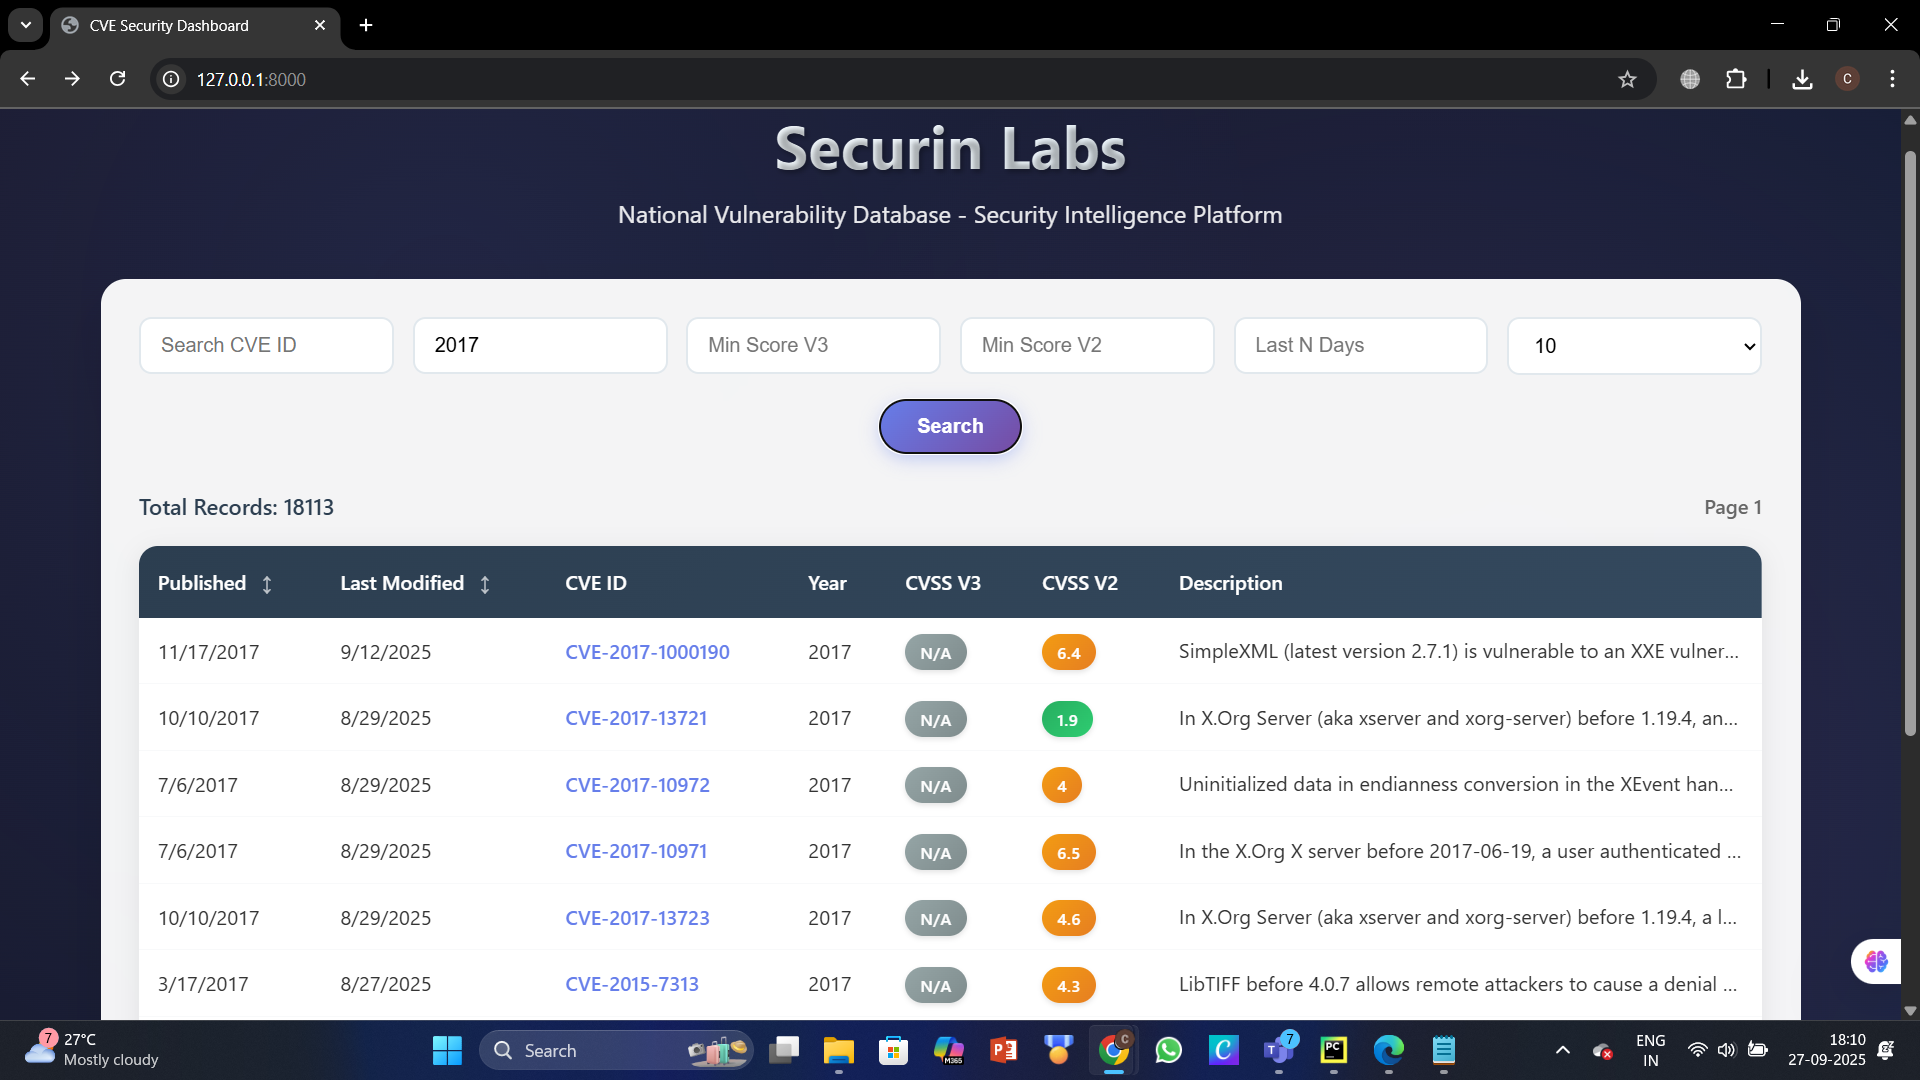 CVE Security Dashboard
127.0.0.1:8000
C
Securin Labs
National Vulnerability Database - Security Intelligence Platform
Search CVE ID 2017 Min Score V3 Min Score V2 Last N Days 10
Search
Total Records: 18113 Page 1
Published Last Modified CVE ID Year CVSS V3 CVSS V2 Description
11/17/2017 9/12/2025 CVE-2017-1000190 2017 N/A 6.4 SimpleXML (latest version 2.7.1) is vulnerable to an XXE vulner...
10/10/2017 8/29/2025 CVE-2017-13721 2017 N/A 1.9 In X.Org Server (aka xserver and xorg-server) before 1.19.4, an...
7/6/2017 8/29/2025 CVE-2017-10972 2017 N/A 4 Uninitialized data in endianness conversion in the XEvent han...
7/6/2017 8/29/2025 CVE-2017-10971 2017 N/A 6.5 In the X.Org X server before 2017-06-19, a user authenticated ...
10/10/2017 8/29/2025 CVE-2017-13723 2017 N/A 4.6 In X.Org Server (aka xserver and xorg-server) before 1.19.4, a l...
3/17/2017 8/27/2025 CVE-2015-7313 2017 N/A 4.3 LibTIFF before 4.0.7 allows remote attackers to cause a denial ...
7 27°C
Mostly cloudy
Search
M365
P
C
C
T 7
PC
ENG
IN
18:10
27-09-2025